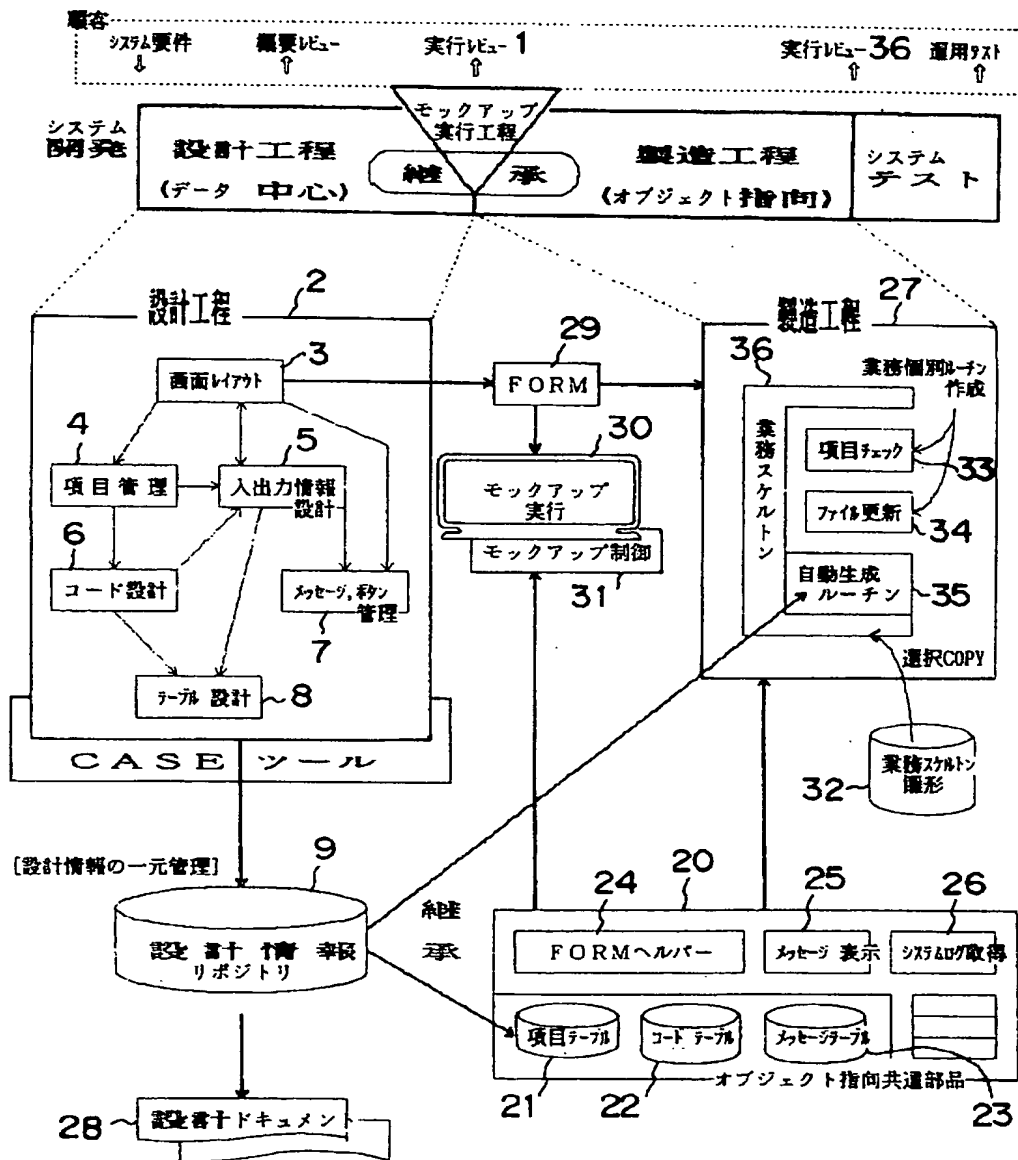 顧客
システム要件
概要レビュー
実行レビュー 1
実行レビュー 36
運用テスト
システム
開発
設計工程
(データ 中心)
モックアップ
実行工程
継 承
製造工程
(オブジェクト指向)
システム
テスト
設計工程
2
画面レイアウト
3
項目管理
4
入出力情報
設計
5
コード設計
6
メッセージ,ボタン
管理
7
テーブル 設計
8
CASEツール
FORM
29
モックアップ
実行
30
モックアップ制御
31
製造工程
27
36
業務スケルトン
業務個別ルーチン
作成
項目チェック
33
ファイル更新
34
自動生成
ルーチン
35
選択COPY
業務スケルトン
雛形
32
[設計情報の一元管理]
9
設計情報
リポジトリ
継
承
設計ドキュメント
28
20
FORMヘルパー
24
メッセージ 表示
25
システムログ取得
26
項目テーブル
21
コード テーブル
22
メッセージテーブル
23
オブジェクト指向共通部品